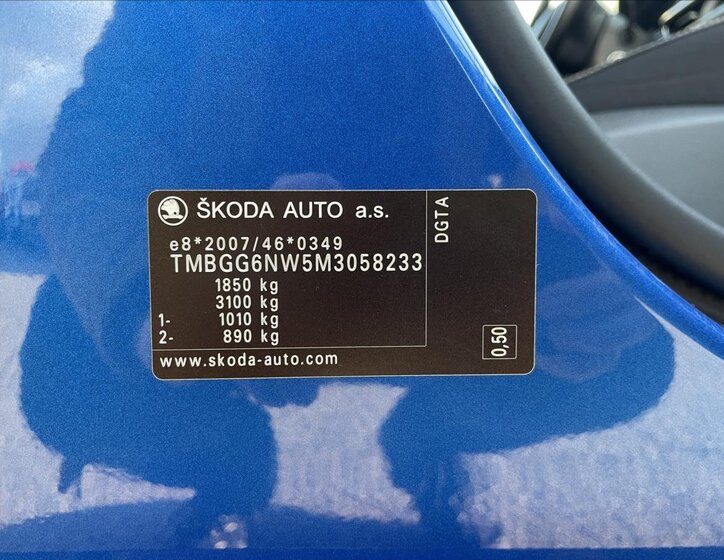 ŠKODA AUTO a.s.
e8*2007/46*0349
TMBGG6NW5M3058233
1850 kg
3100 kg
1- 1010 kg
2- 890 kg
www.skoda-auto.com
DGTA
0,50